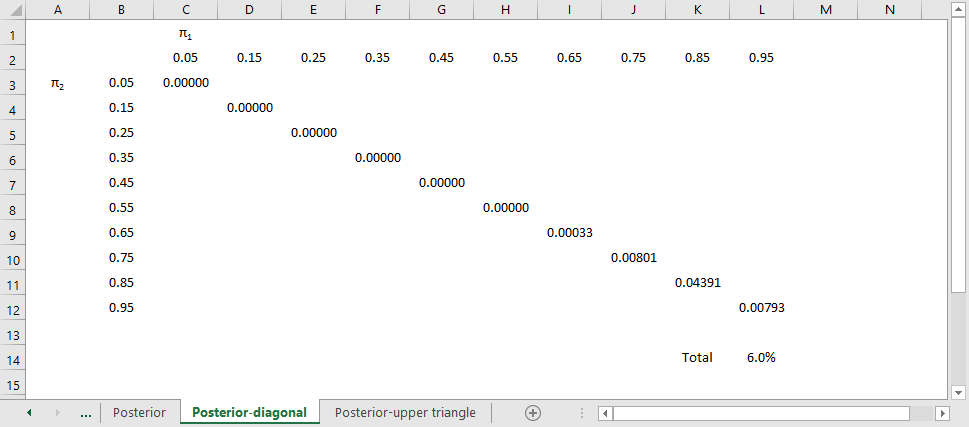 A B C D E F G H I J K L M N
1 π₁
2 0.05 0.15 0.25 0.35 0.45 0.55 0.65 0.75 0.85 0.95
3 π₂ 0.05 0.00000
4 0.15 0.00000
5 0.25 0.00000
6 0.35 0.00000
7 0.45 0.00000
8 0.55 0.00000
9 0.65 0.00033
10 0.75 0.00801
11 0.85 0.04391
12 0.95 0.00793
13
14 Total 6.0%
15
... Posterior Posterior-diagonal Posterior-upper triangle